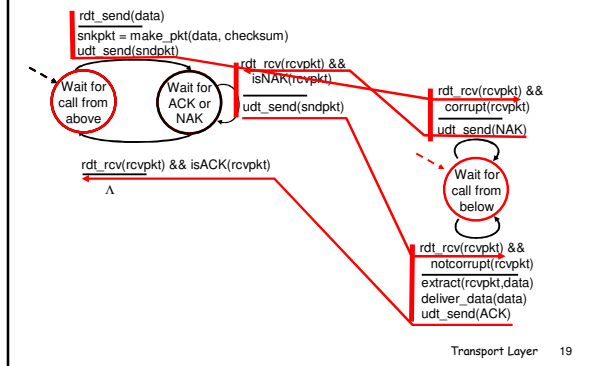 rdt_send(data)
snkpkt = make_pkt(data, checksum)
udt_send(sndpkt)
Wait for
call from
above
Wait for
ACK or
NAK
rdt_rcv(rcvpkt) &&
isNAK(rcvpkt)
udt_send(sndpkt)
rdt_rcv(rcvpkt) && isACK(rcvpkt)
Λ
rdt_rcv(rcvpkt) &&
corrupt(rcvpkt)
udt_send(NAK)
Wait for
call from
below
rdt_rcv(rcvpkt) &&
notcorrupt(rcvpkt)
extract(rcvpkt,data)
deliver_data(data)
udt_send(ACK)
Transport Layer 19